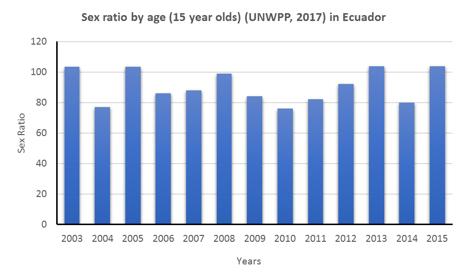 Sex ratio by age (15 year olds) (UNWPP, 2017) in Ecuador
120
100
80
60
40
20
0
Sex Ratio
2003 2004 2005 2006 2007 2008 2009 2010 2011 2012 2013 2014 2015
Years